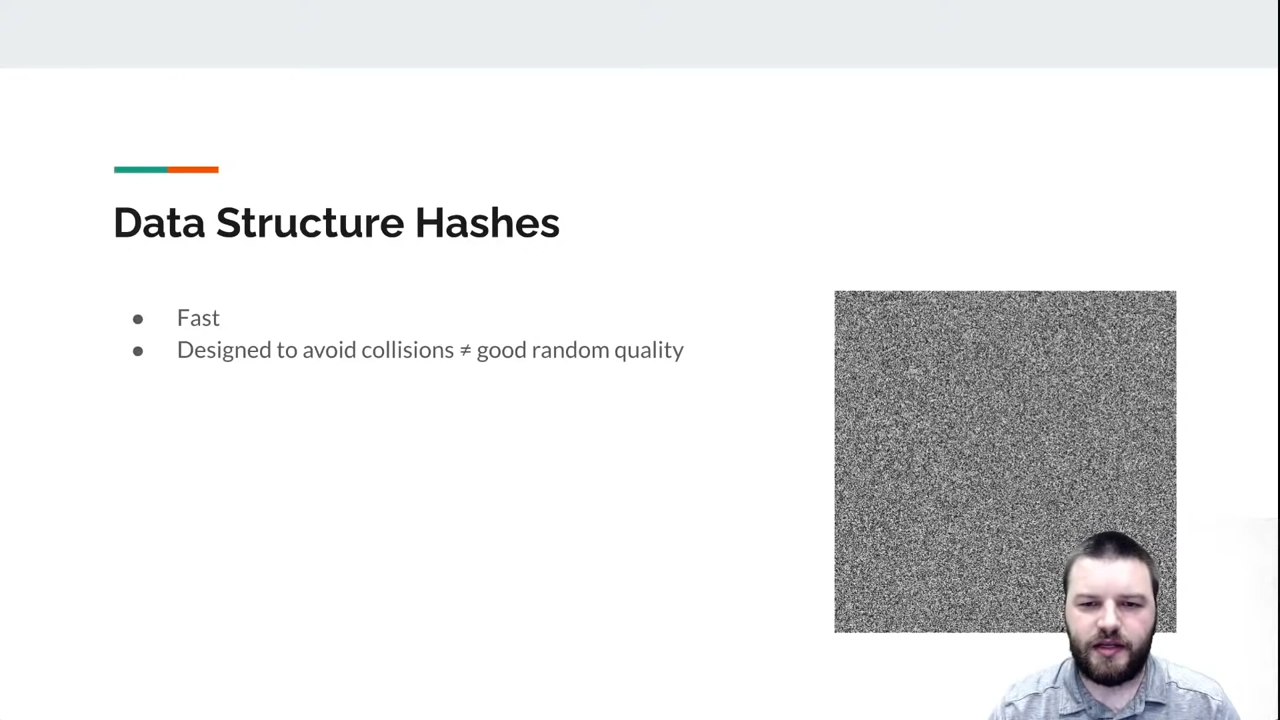 Data Structure Hashes
● Fast
● Designed to avoid collisions ≠ good random quality